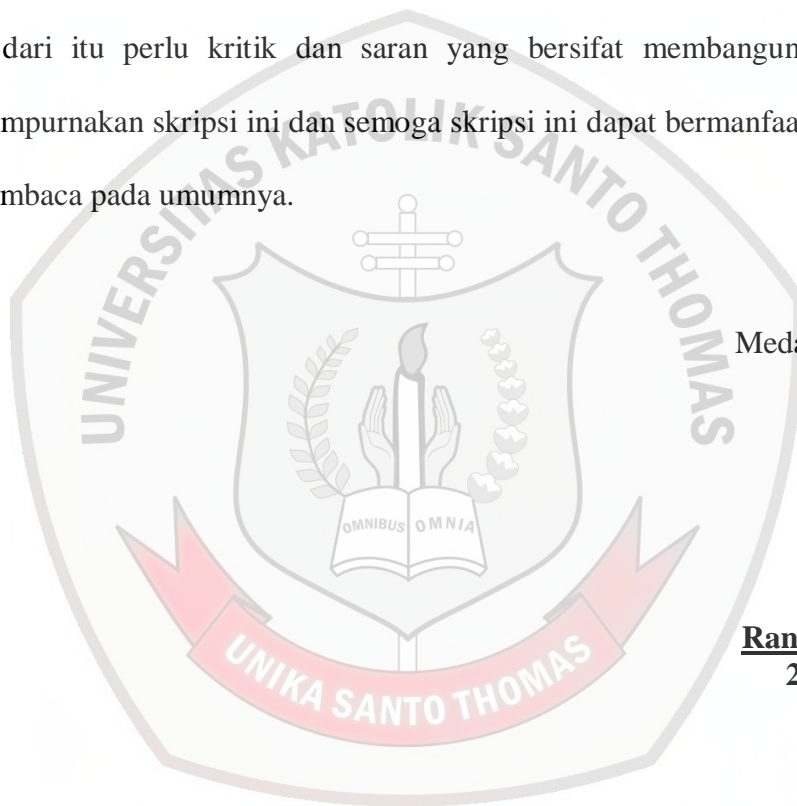 dari itu perlu kritik dan saran yang bersifat membangun
mpurnakan skripsi ini dan semoga skripsi ini dapat bermanfaa
mbaca pada umumnya.
UNIVERSITAS KATOLIK SANTO THOMAS
Meda
OMNIBUS OMNIA
Ran
2
UNIKA SANTO THOMAS